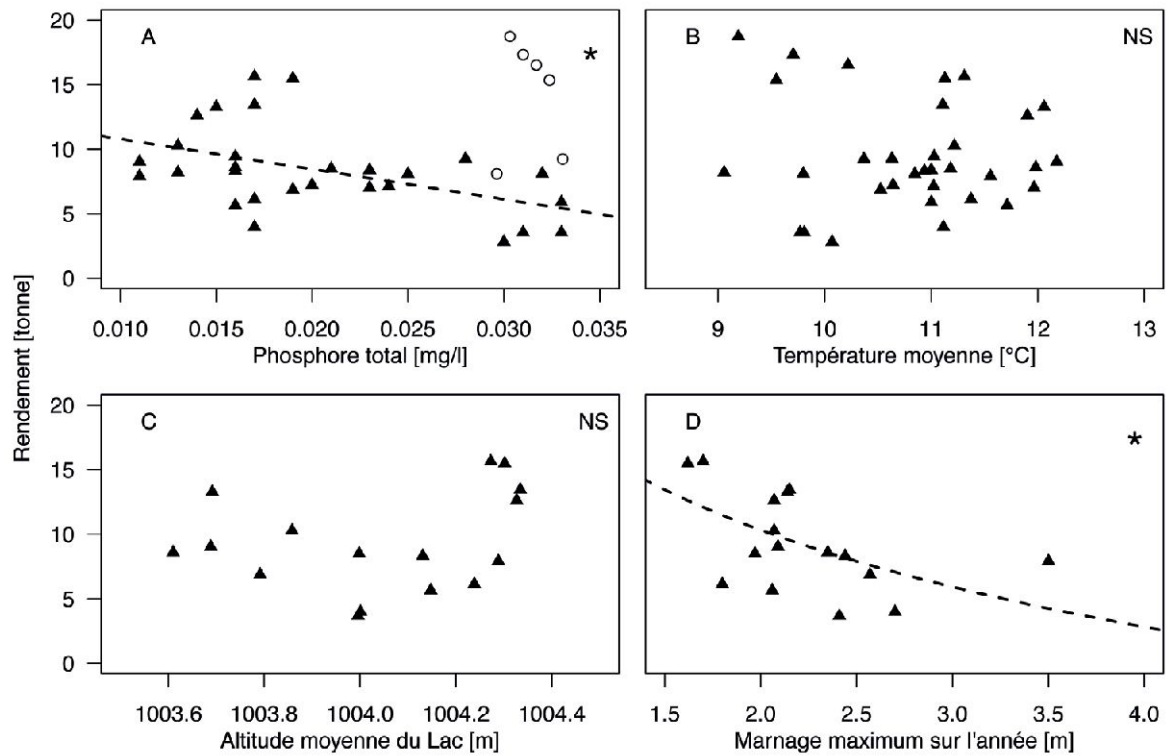 Rendement [tonne]
A
*
20
15
10
5
0
0.010 0.015 0.020 0.025 0.030 0.035
Phosphore total [mg/l]
B
NS
9 10 11 12 13
Température moyenne [°C]
C
NS
20
15
10
5
0
1003.6 1003.8 1004.0 1004.2 1004.4
Altitude moyenne du Lac [m]
D
*
1.5 2.0 2.5 3.0 3.5 4.0
Marnage maximum sur l'année [m]